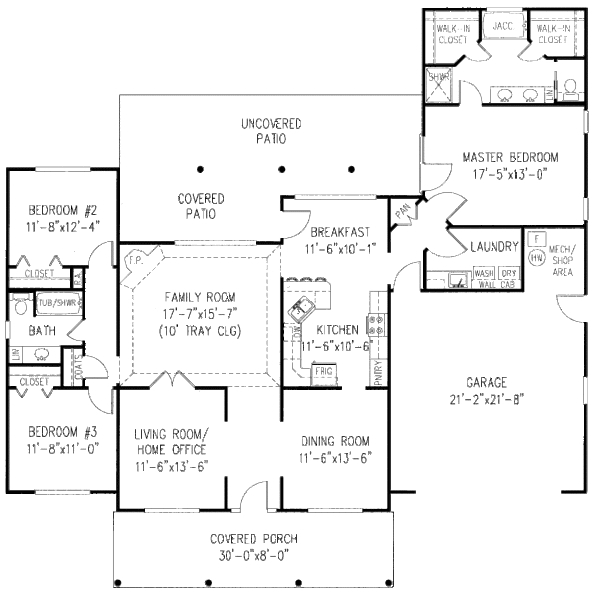 WALK-IN
CLOSET
JACC
WALK-IN
CLOSET
SHWR
LIN
UNCOVERED
PATIO
MASTER BEDROOM
17'-5"x13'-0"
BEDROOM #2
11'-8"x12'-4"
COVERED
PATIO
PAN
BREAKFAST
11'-6"x10'-1"
LAUNDRY
F
HW
MECH/
SHOP
AREA
WASH
DRY
WALL CAB
CLOSET
R.A.
F.P.
FAMILY ROOM
17'-7"x15'-7"
(10' TRAY CLG)
TUB/SHWR
BATH
LIN
COATS
DW
KITCHEN
11'-6"x10'-6"
FRIG
PNTRY
CLOSET
GARAGE
21'-2"x21'-8"
BEDROOM #3
11'-8"x11'-0"
LIVING ROOM/
HOME OFFICE
11'-6"x13'-6"
DINING ROOM
11'-6"x13'-6"
COVERED PORCH
30'-0"x8'-0"